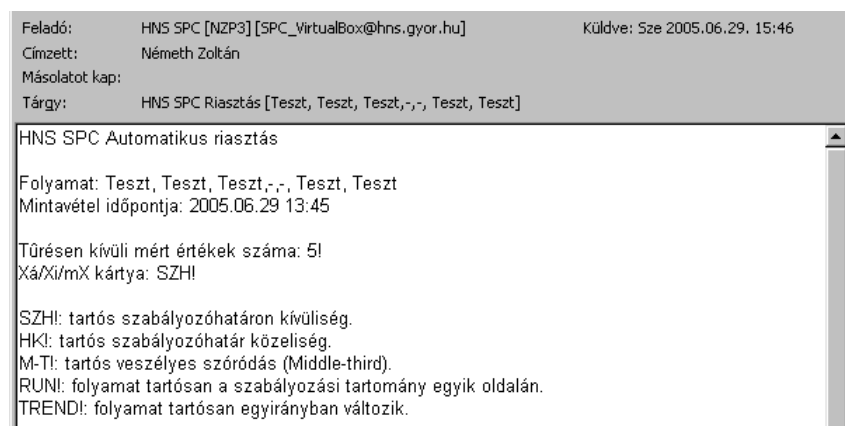 Feladó: HNS SPC [NZP3] [SPC_VirtualBox@hns.gyor.hu] Küldve: Sze 2005.06.29. 15:46
Címzett: Németh Zoltán
Másolatot kap:
Tárgy: HNS SPC Riasztás [Teszt, Teszt, Teszt,-,-, Teszt, Teszt]
HNS SPC Automatikus riasztás
Folyamat: Teszt, Teszt, Teszt,-,-, Teszt, Teszt
Mintavétel időpontja: 2005.06.29 13:45
Tûrésen kívüli mért értékek száma: 5!
Xá/Xi/mX kártya: SZH!
SZH!: tartós szabályozóhatáron kívüliség.
HK!: tartós szabályozóhatár közeliség.
M-T!: tartós veszélyes szóródás (Middle-third).
RUN!: folyamat tartósan a szabályozási tartomány egyik oldalán.
TREND!: folyamat tartósan egyirányban változik.